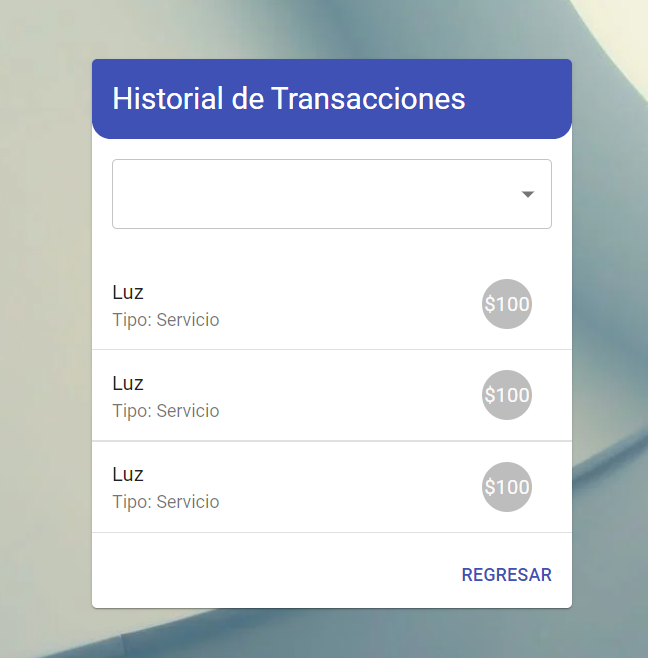 Historial de Transacciones
Luz
Tipo: Servicio
$100
Luz
Tipo: Servicio
$100
Luz
Tipo: Servicio
$100
REGRESAR